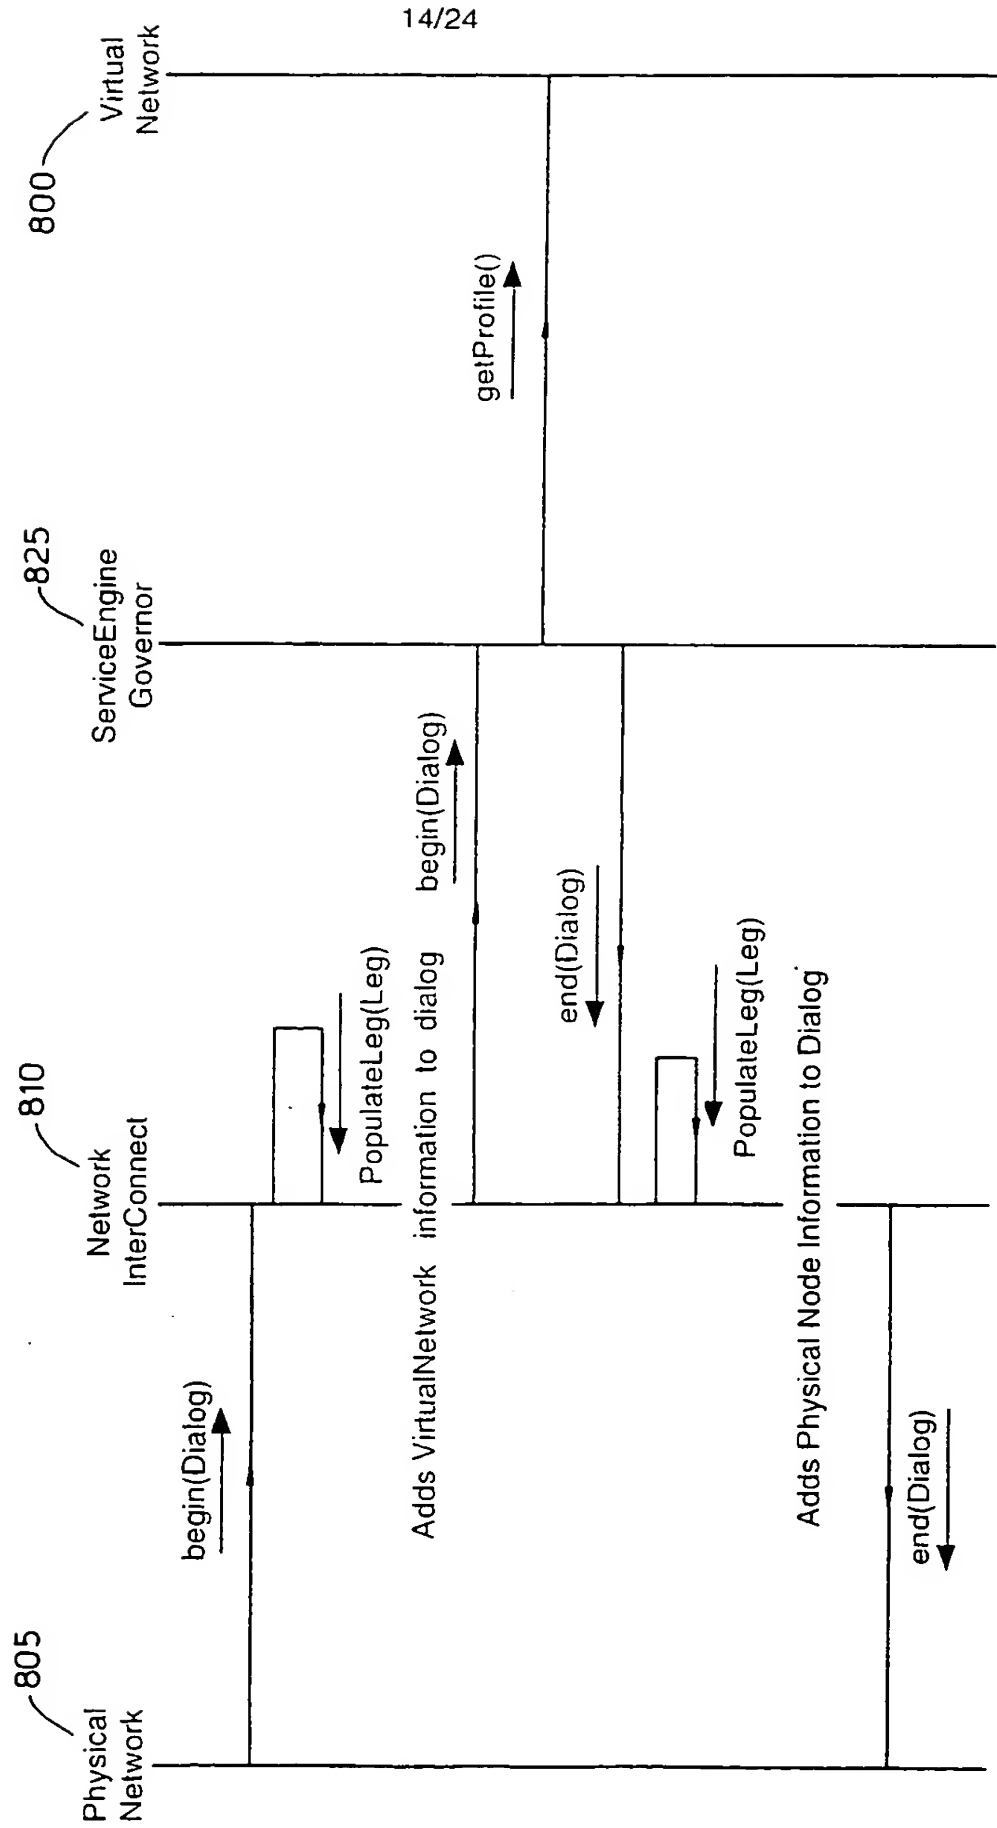 14/24
805
Physical
Network
810
Network
InterConnect
825
ServiceEngine
Governor
800
Virtual
Network
begin(Dialog)
PopulateLeg(Leg)
Adds VirtualNetwork information to dialog
begin(Dialog)
getProfile()
end(Dialog)
PopulateLeg(Leg)
Adds Physical Node Information to Dialog
end(Dialog)